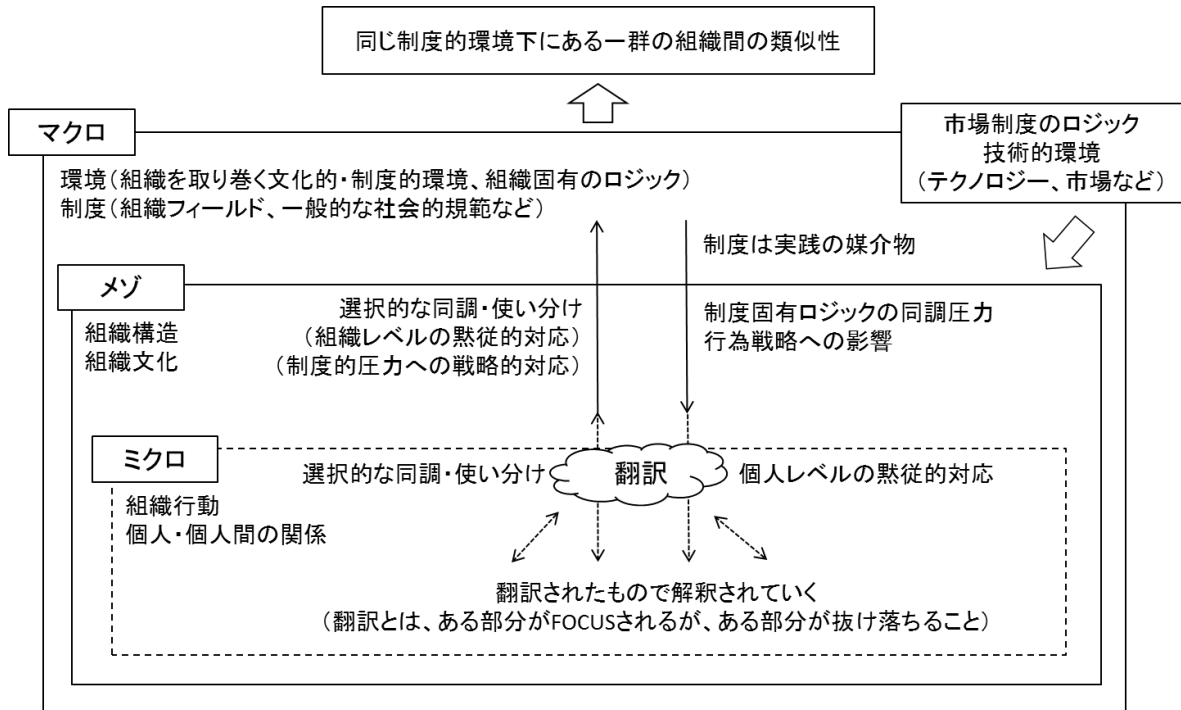 同じ制度的環境下にある一群の組織間の類似性
マクロ
市場制度のロジック
技術的環境
（テクノロジー、市場など）
環境（組織を取り巻く文化的・制度的環境、組織固有のロジック）
制度（組織フィールド、一般的な社会的規範など）
制度は実践の媒介物
メゾ
組織構造
組織文化
選択的な同調・使い分け
（組織レベルの黙従的対応）
（制度的圧力への戦略的対応）
制度固有ロジックの同調圧力
行為戦略への影響
ミクロ
組織行動
個人・個人間の関係
選択的な同調・使い分け
翻訳
個人レベルの黙従的対応
翻訳されたもので解釈されていく
（翻訳とは、ある部分がFOCUSされるが、ある部分が抜け落ちること）